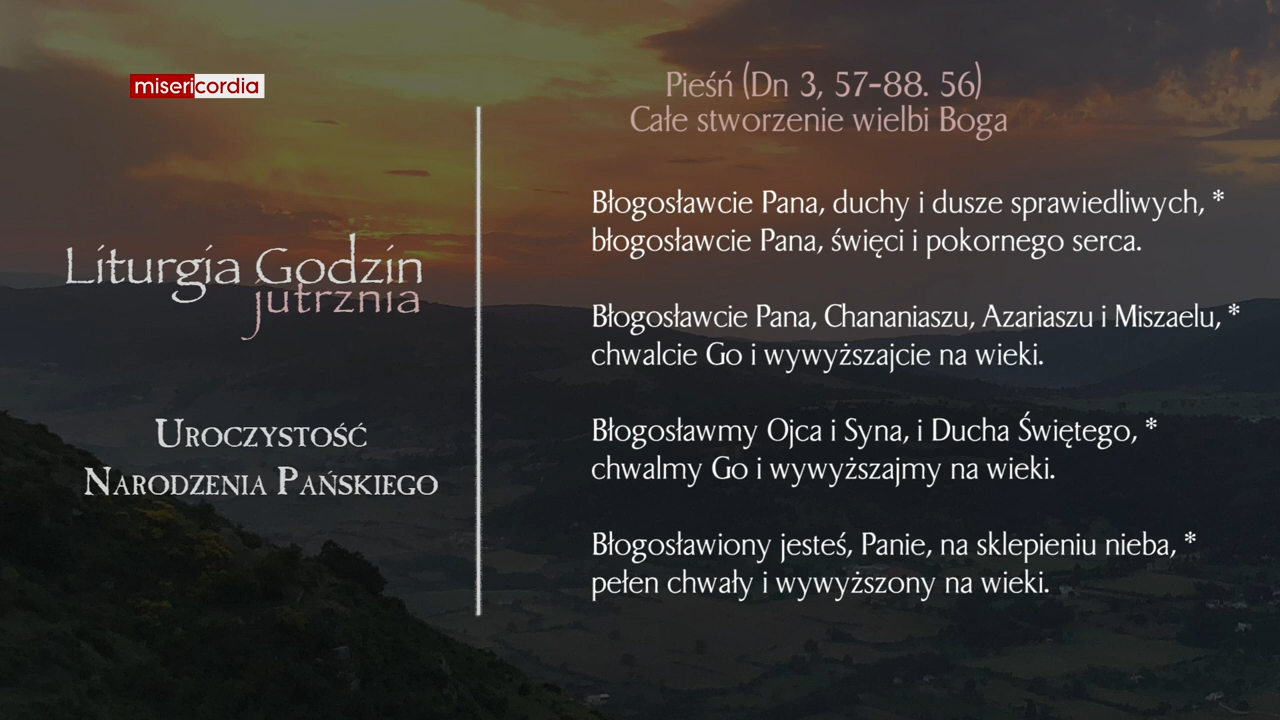 misericordia
Liturgia Godzin
jutrznia
Uroczystość
Narodzenia Pańskiego
Pieśń (Dn 3, 57-88. 56)
Całe stworzenie wielbi Boga
Błogosławcie Pana, duchy i dusze sprawiedliwych, *
błogosławcie Pana, święci i pokornego serca.
Błogosławcie Pana, Chananiaszu, Azariaszu i Miszaelu, *
chwalcie Go i wywyższajcie na wieki.
Błogosławmy Ojca i Syna, i Ducha Świętego, *
chwalmy Go i wywyższajmy na wieki.
Błogosławiony jesteś, Panie, na sklepieniu nieba, *
pełen chwały i wywyższony na wieki.